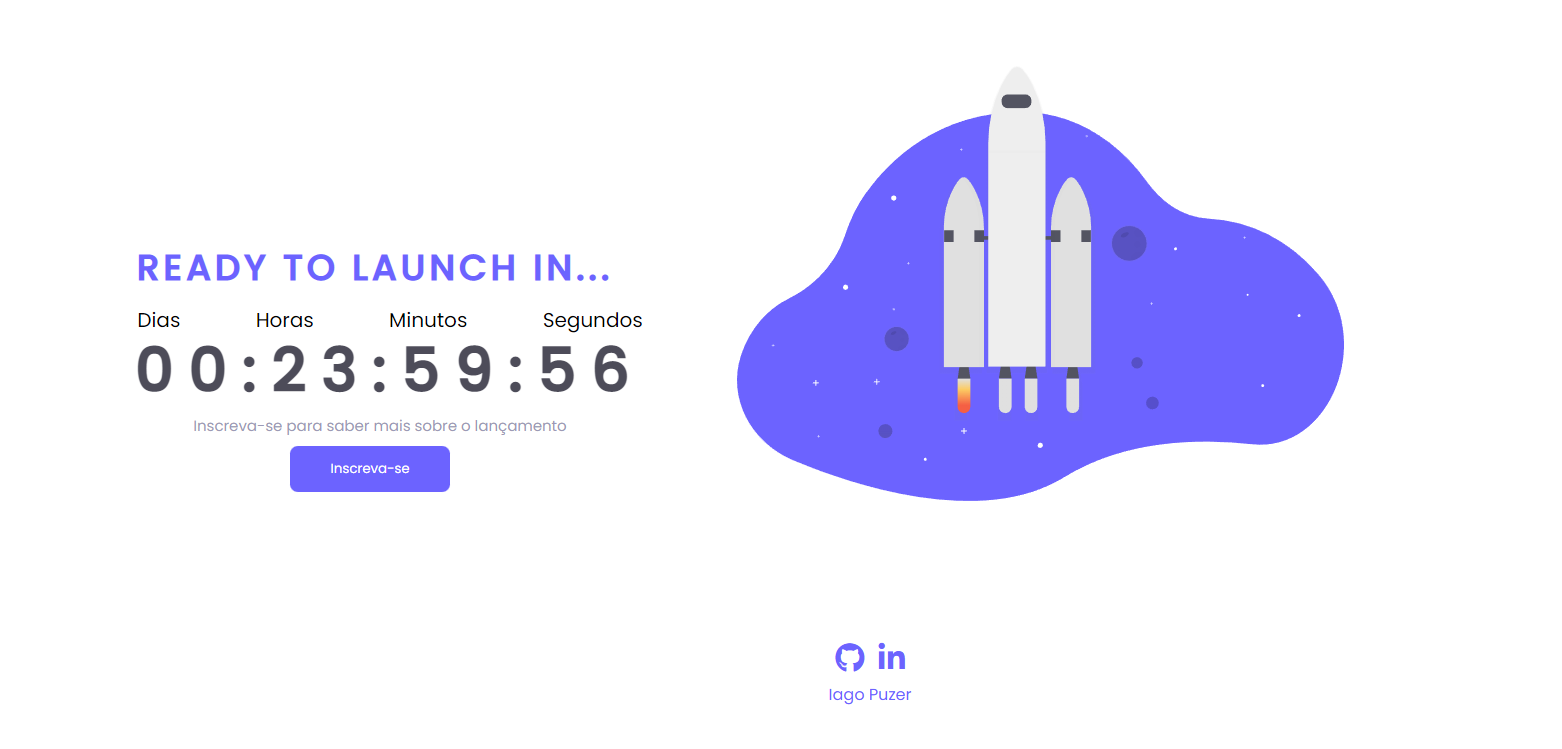 READY TO LAUNCH IN...
Dias Horas Minutos Segundos
00:23:59:56
Inscreva-se para saber mais sobre o lançamento
Inscreva-se
in
Iago Puzer